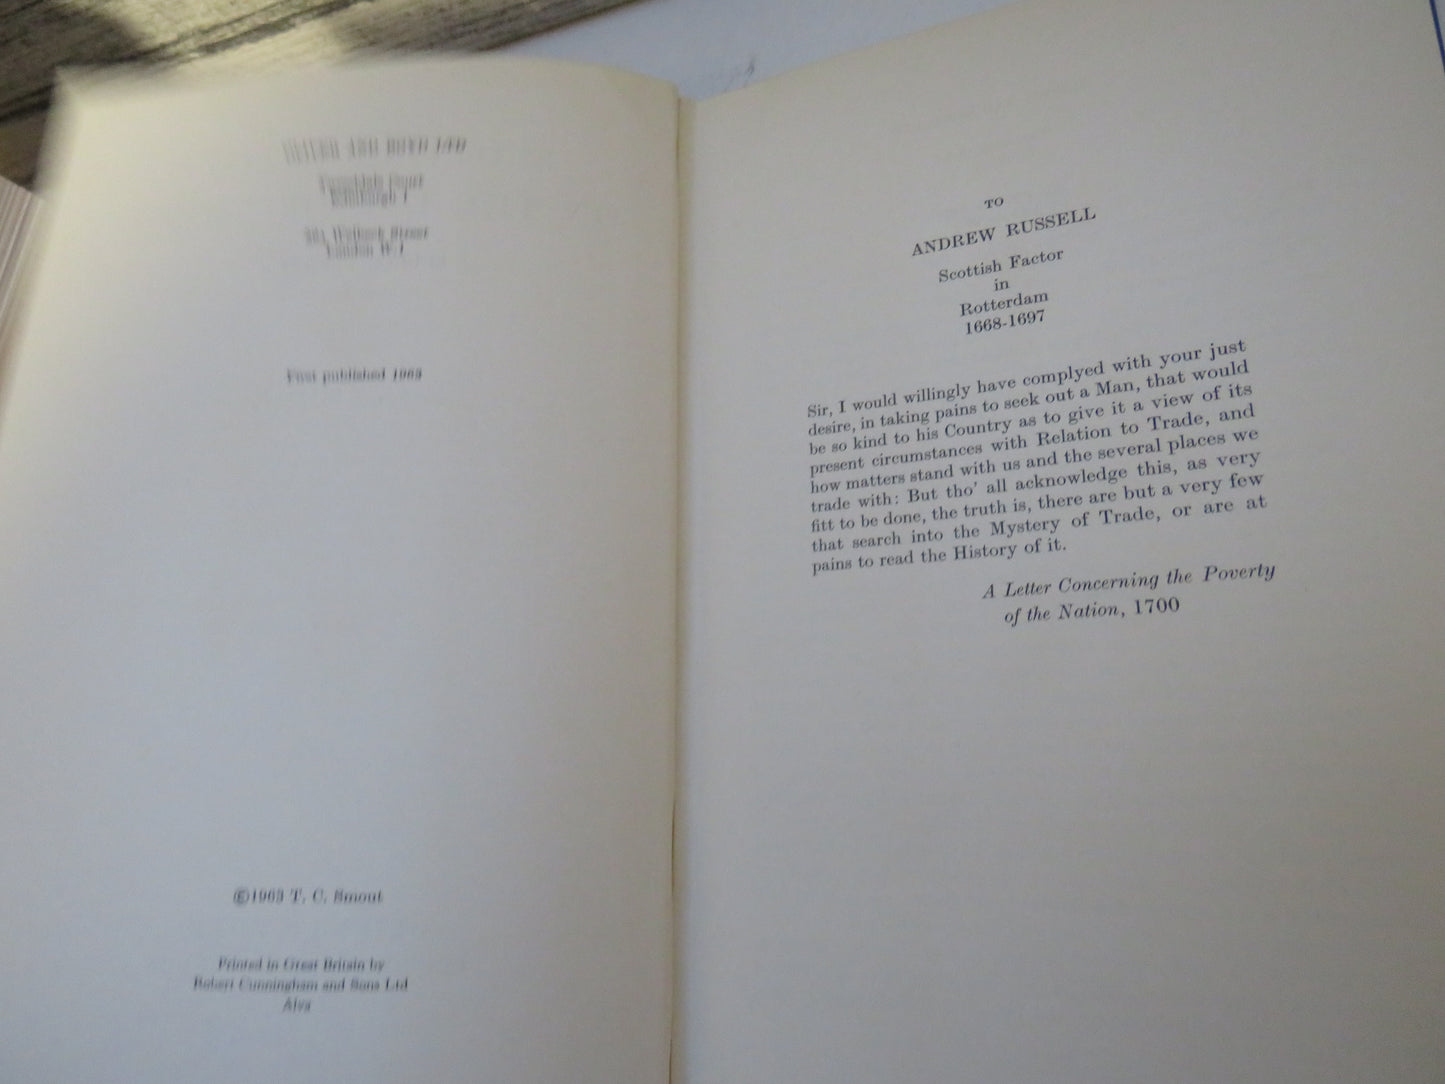 OLIVER AND BOYD LTD
Tweeddale Court
Edinburgh 1
Welbeck Street
London W.1
First published 1963
©1963 T. C. Smout
Printed in Great Britain by
Robert Cunningham and Sons Ltd
Alva
TO
ANDREW RUSSELL
Scottish Factor
in
Rotterdam
1668-1697
Sir, I would willingly have complyed with your just
desire, in taking pains to seek out a Man, that would
be so kind to his Country as to give it a view of its
present circumstances with Relation to Trade, and
how matters stand with us and the several places we
trade with; But tho' all acknowledge this, as very
fitt to be done, the truth is, there are but a very few
that search into the Mystery of Trade, or are at
pains to read the History of it.
A Letter Concerning the Poverty
of the Nation, 1700